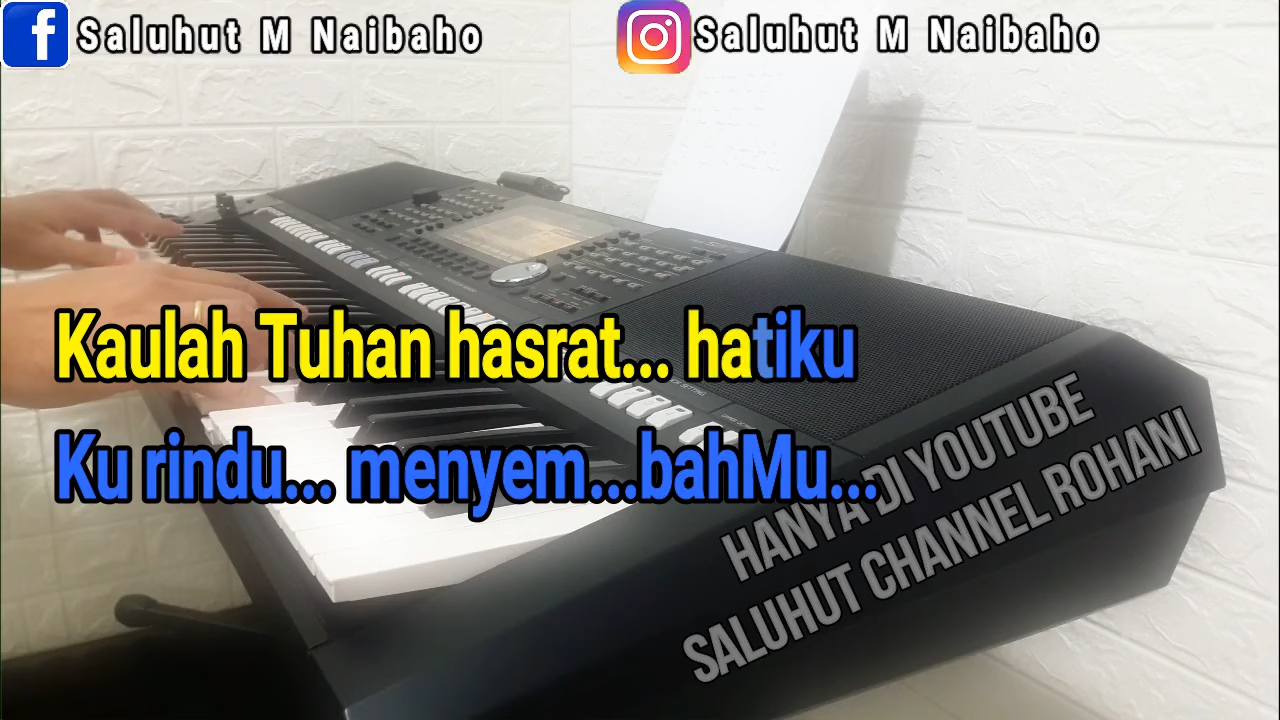 Saluhut M Naibaho
Saluhut M Naibaho
Kaulah Tuhan hasrat... hatiku
Ku rindu... menyem...bahMu...
HANYA DI YOUTUBE
SALUHUT CHANNEL ROHANI